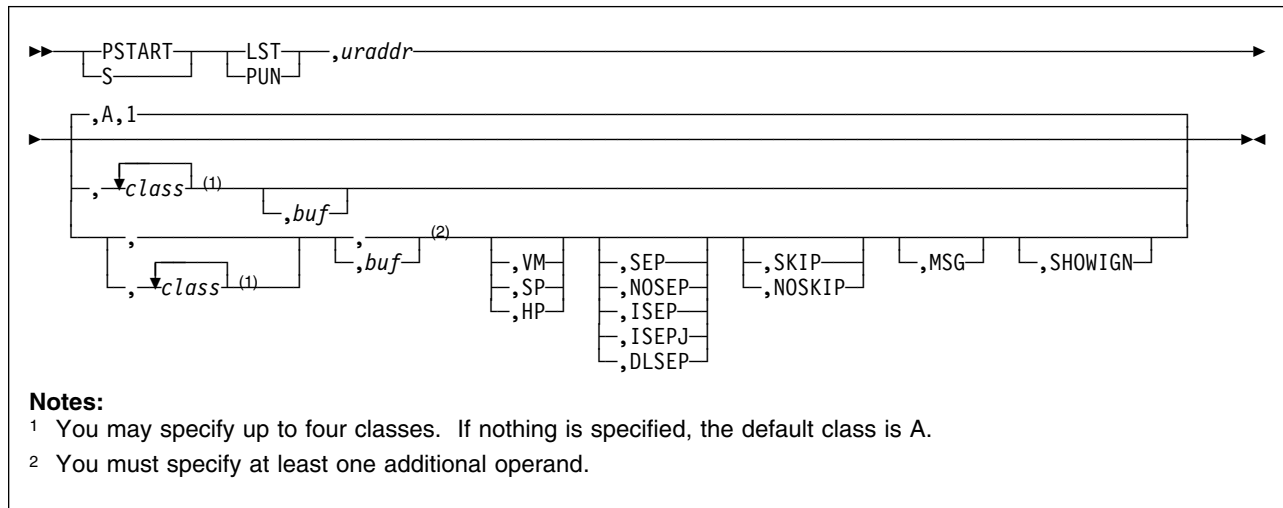 PSTART LST ,uraddr
S PUN
,A,1
, class (1)
,buf
, , (2)
,buf ,VM ,SEP ,SKIP ,MSG ,SHOWIGN
, class (1) ,SP ,NOSEP ,NOSKIP
,HP ,ISEP
,ISEPJ
,DLSEP
Notes:
1 You may specify up to four classes. If nothing is specified, the default class is A.
2 You must specify at least one additional operand.